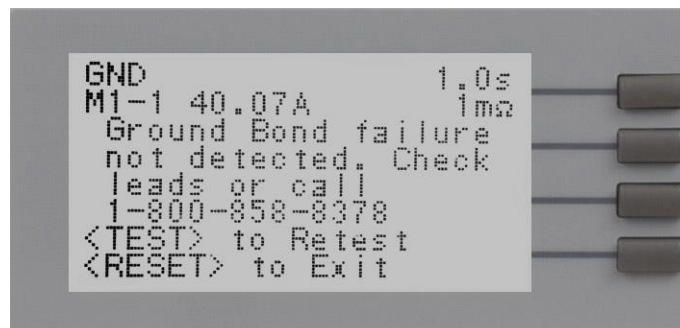 GND 1.0s
M1-1 40.07A 1mΩ
Ground Bond failure
not detected. Check
leads or call
1-800-858-8378
<TEST> to Retest
<RESET> to Exit